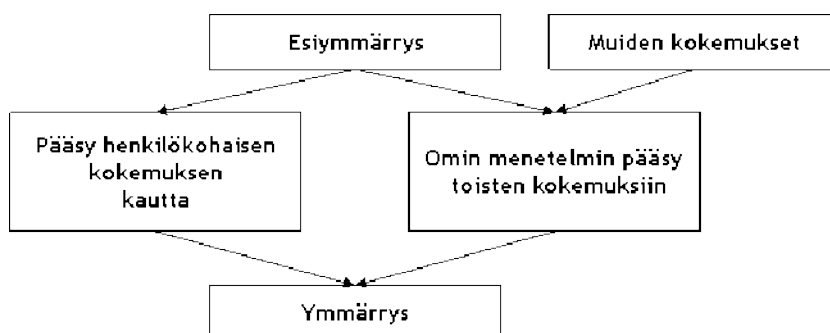 Esiymmärrys
Muiden kokemukset
Pääsy henkilökohaisen
kokemuksen
kautta
Omin menetelmin pääsy
toisten kokemuksiin
Ymmärrys